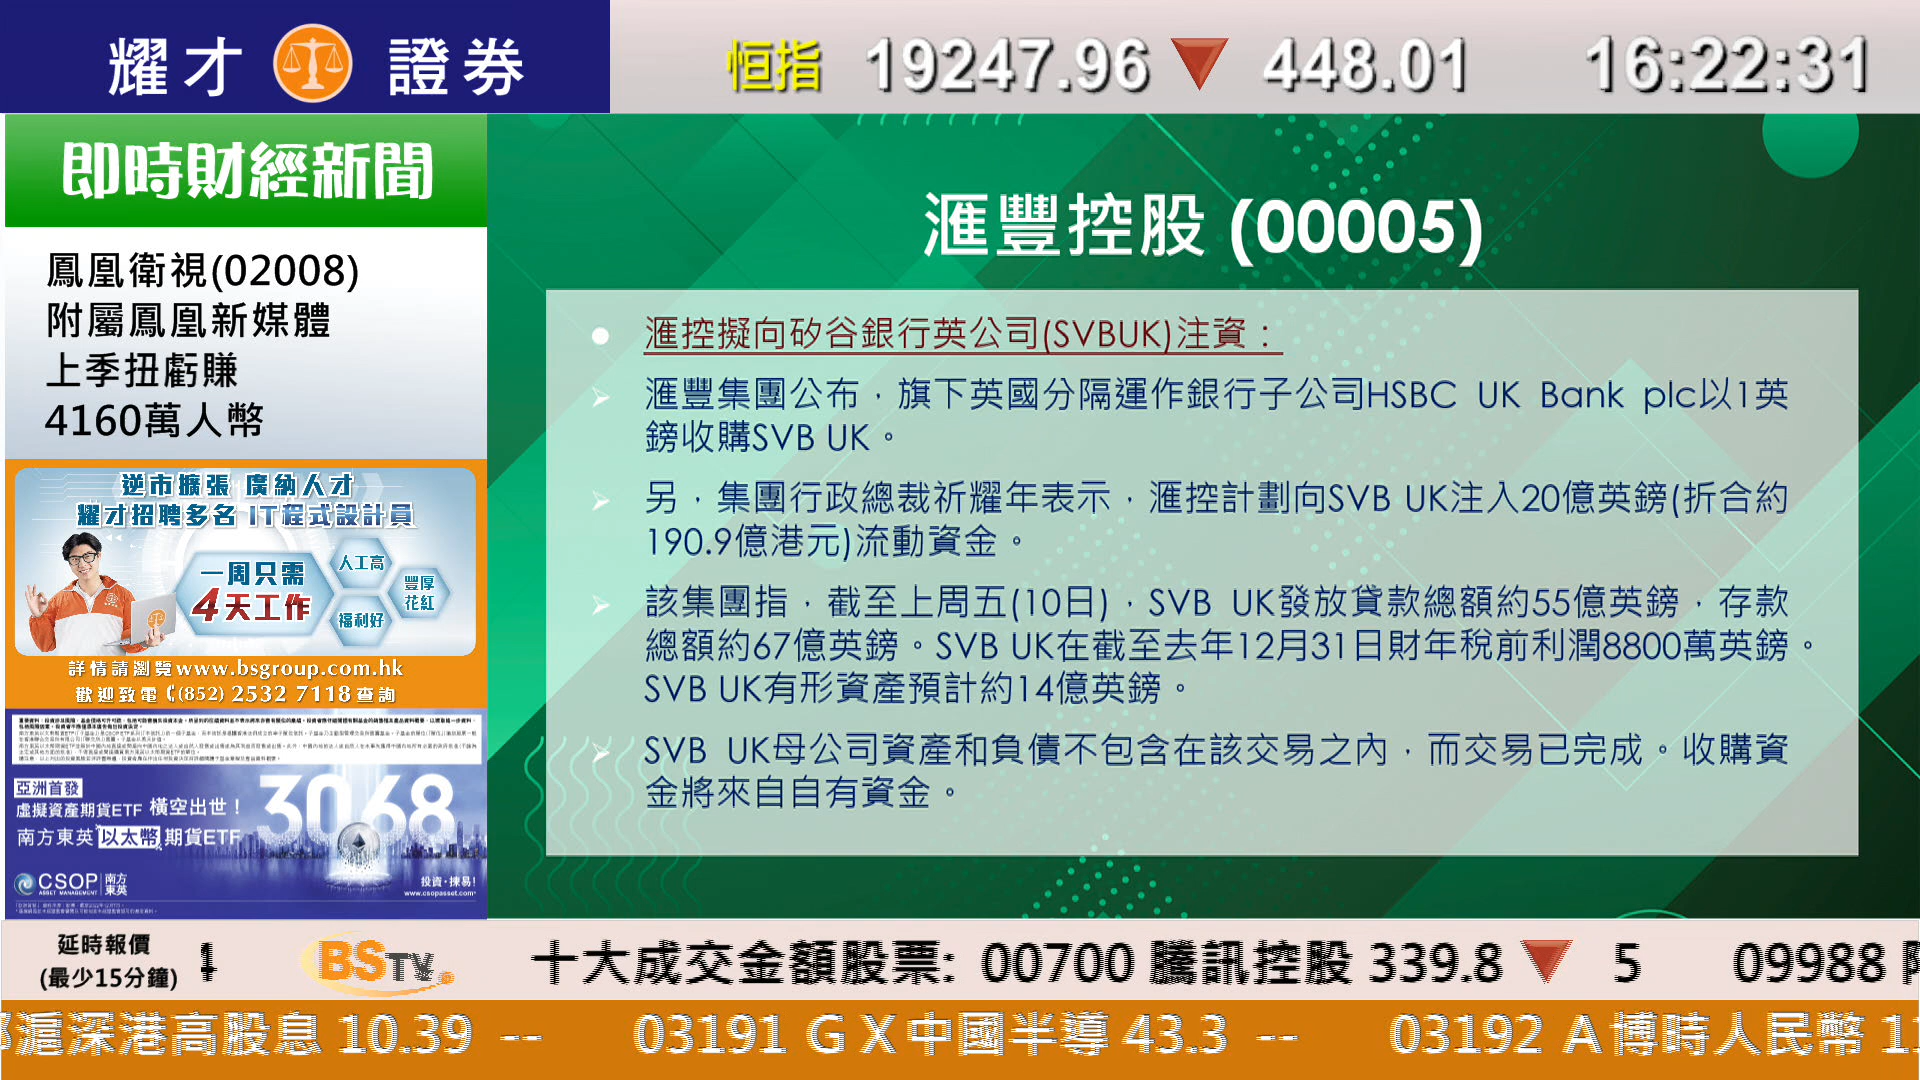 耀才 證券
恒指 19247.96 ▼ 448.01 16:22:31
即時財經新聞
鳳凰衛視(02008)
附屬鳳凰新媒體
上季扭虧賺
4160萬人幣
逆市擴張 廣納人才
耀才招聘多名 IT程式設計員
一周只需
4天工作
人工高
豐厚
花紅
福利好
詳情請瀏覽www.bsgroup.com.hk
歡迎致電 (852) 2532 7118 查詢
亞洲首發
虛擬資產期貨ETF 橫空出世!
南方東英 以太幣 期貨ETF
3068
CSOP 南方
ASSET MANAGEMENT 東英
投資·揀易!
www.csopasset.com*
滙豐控股 (00005)
滙控擬向矽谷銀行英公司(SVBUK)注資：
滙豐集團公布，旗下英國分隔運作銀行子公司HSBC UK Bank plc以1英
鎊收購SVB UK。
另，集團行政總裁祈耀年表示，滙控計劃向SVB UK注入20億英鎊(折合約
190.9億港元)流動資金。
該集團指，截至上周五(10日)，SVB UK發放貸款總額約55億英鎊，存款
總額約67億英鎊。SVB UK在截至去年12月31日財年稅前利潤8800萬英鎊。
SVB UK有形資產預計約14億英鎊。
SVB UK母公司資產和負債不包含在該交易之內，而交易已完成。收購資
金將來自自有資金。
延時報價
(最少15分鐘)
BSTV
十大成交金額股票: 00700 騰訊控股 339.8 ▼ 5 09988
滬深港高股息 10.39 -- 03191 G X 中國半導 43.3 -- 03192 A 博時人民幣